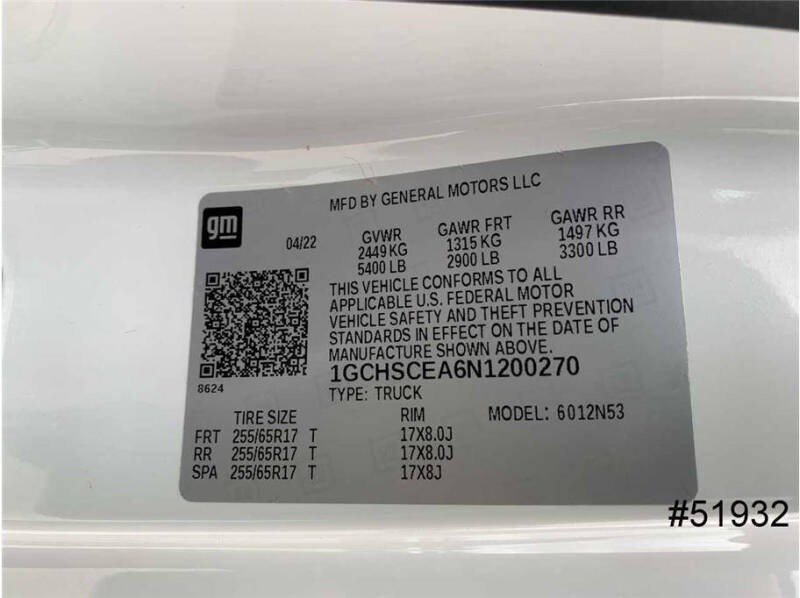 MFD BY GENERAL MOTORS LLC
gm
04/22
GVWR GAWR FRT GAWR RR
2449 KG 1315 KG 1497 KG
5400 LB 2900 LB 3300 LB
THIS VEHICLE CONFORMS TO ALL
APPLICABLE U.S. FEDERAL MOTOR
VEHICLE SAFETY AND THEFT PREVENTION
STANDARDS IN EFFECT ON THE DATE OF
MANUFACTURE SHOWN ABOVE.
8624
1GCHSCEA6N1200270
TYPE: TRUCK
TIRE SIZE RIM MODEL: 6012N53
FRT 255/65R17 T 17X8.0J
RR 255/65R17 T 17X8.0J
SPA 255/65R17 T 17X8J
#51932